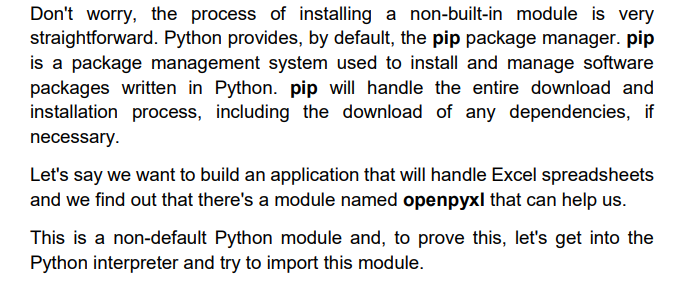 Don't worry, the process of installing a non-built-in module is very
straightforward. Python provides, by default, the pip package manager. pip
is a package management system used to install and manage software
packages written in Python. pip will handle the entire download and
installation process, including the download of any dependencies, if
necessary.
Let's say we want to build an application that will handle Excel spreadsheets
and we find out that there's a module named openpyxl that can help us.
This is a non-default Python module and, to prove this, let's get into the
Python interpreter and try to import this module.